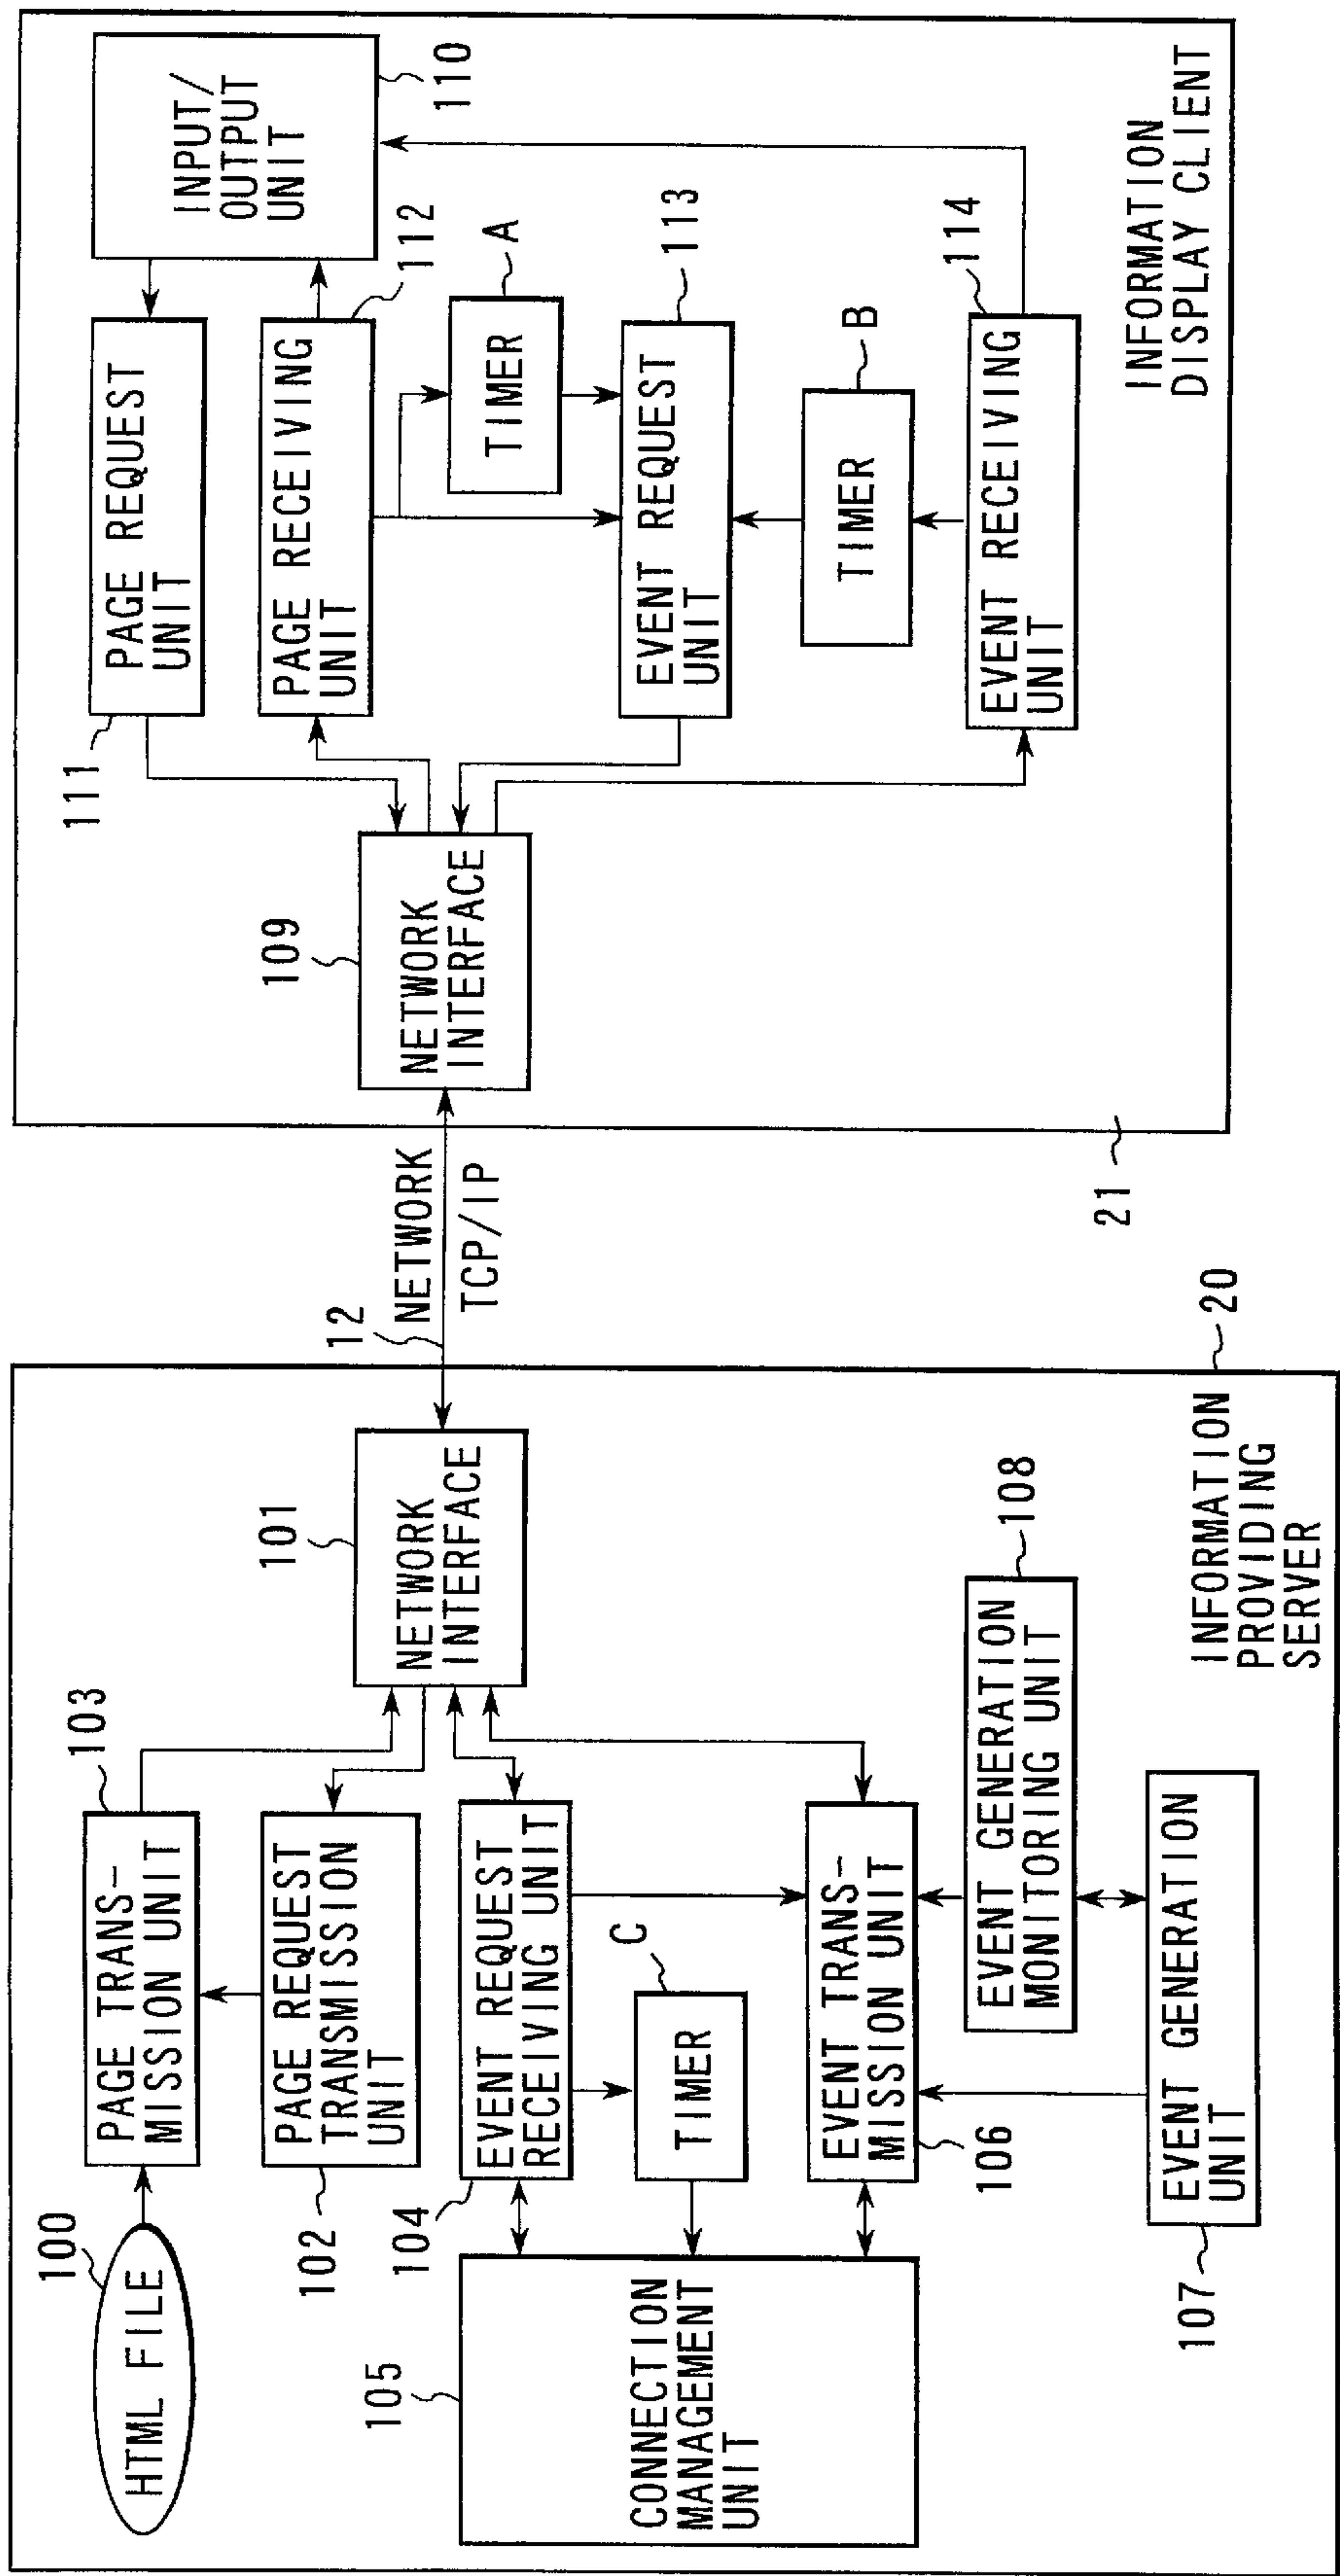 100
HTML FILE
103
PAGE TRANS-
MISSION UNIT
PAGE REQUEST
TRANSMISSION
UNIT
102
101
NETWORK
INTERFACE
104
EVENT REQUEST
RECEIVING UNIT
105
CONNECTION
MANAGEMENT
UNIT
C
TIMER
EVENT TRANS-
MISSION UNIT
106
108
EVENT GENERATION
MONITORING UNIT
EVENT GENERATION
UNIT
107
INFORMATION
PROVIDING
SERVER
20
12
NETWORK
TCP/IP
21
109
NETWORK
INTERFACE
111
PAGE REQUEST
UNIT
INPUT/
OUTPUT
UNIT
110
PAGE RECEIVING
UNIT
112
TIMER
A
EVENT REQUEST
UNIT
113
TIMER
B
EVENT RECEIVING
UNIT
114
INFORMATION
DISPLAY CLIENT